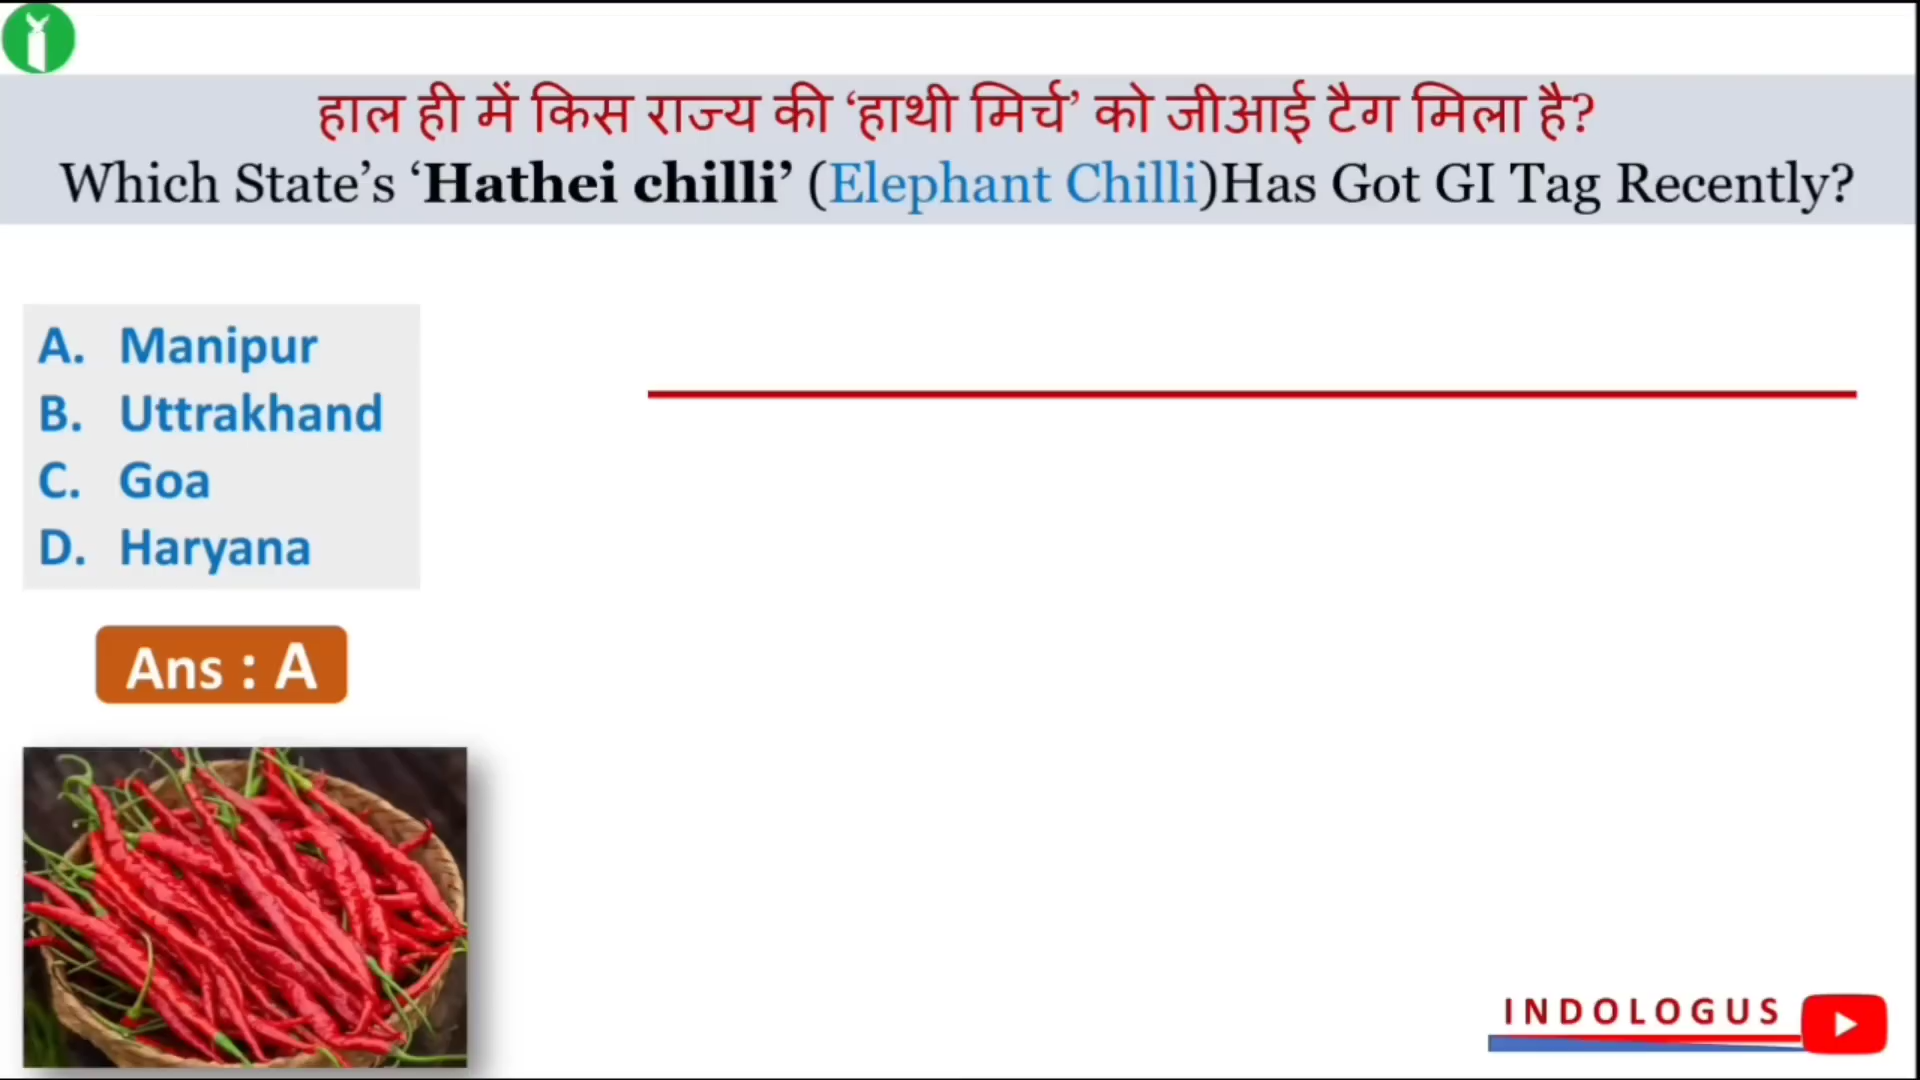 हाल ही में किस राज्य की ‘हाथी मिर्च’ को जीआई टैग मिला है?
Which State’s ‘Hathei chilli’ (Elephant Chilli)Has Got GI Tag Recently?
A. Manipur
B. Uttrakhand
C. Goa
D. Haryana
Ans : A
INDOLOGUS